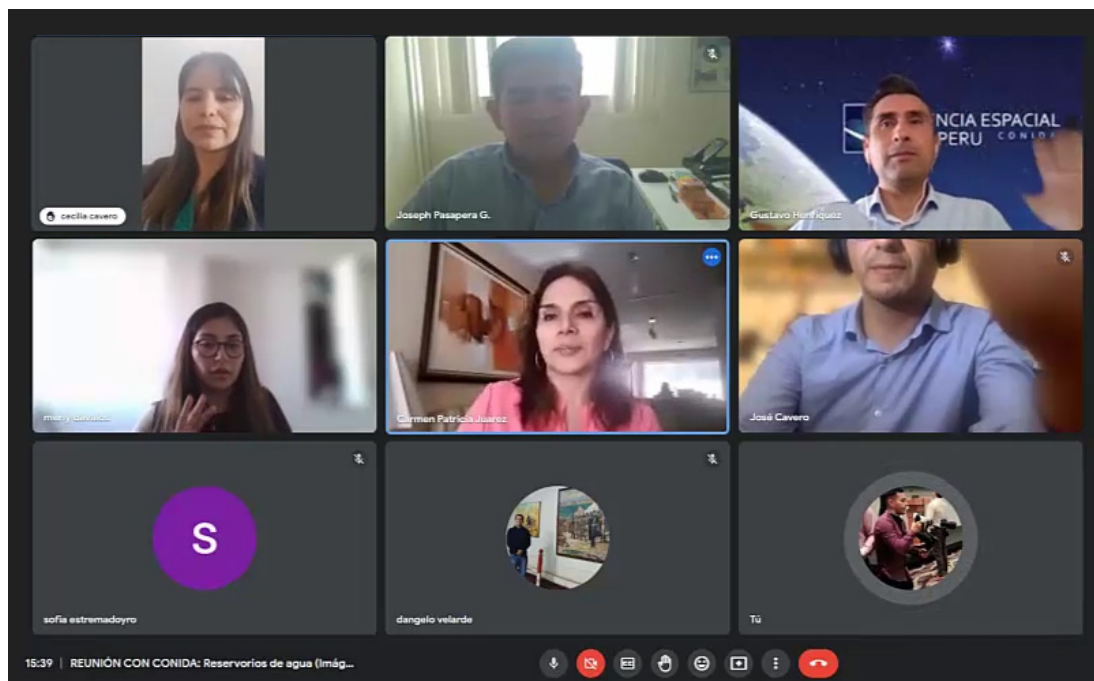 cecilia cavero
Joseph Pasapera G.
NCIA ESPACIAL
PERU CONIDA
Gustavo Henriquez
Carmen Patricia Juarez
José Cavero
S
sofia estremadoyro
dangelo velarde
Tú
15:39 | REUNIÓN CON CONIDA: Reservorios de agua (Imág...